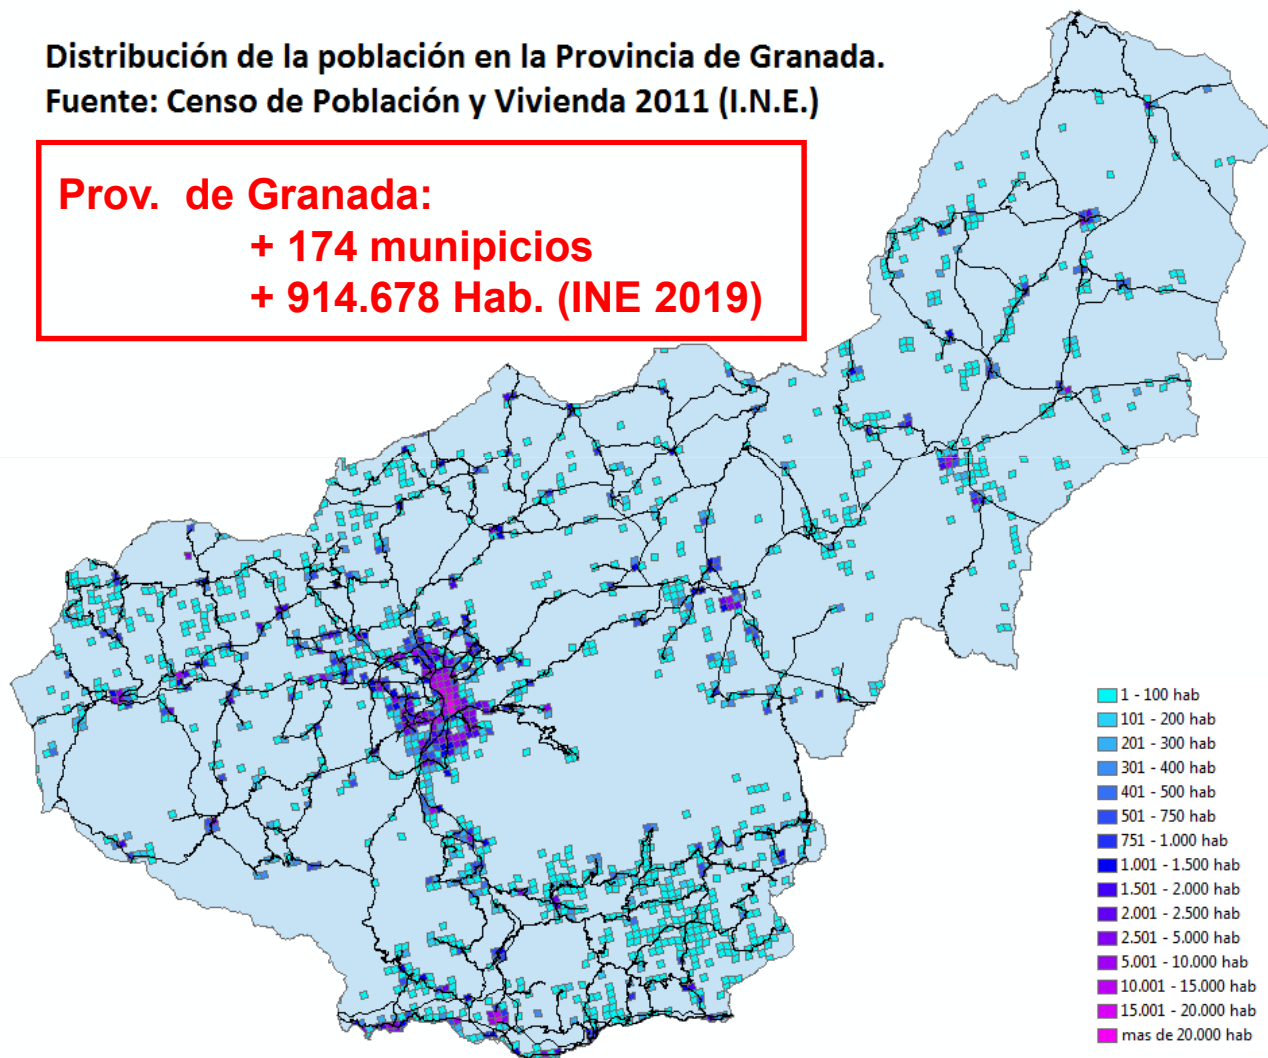 Distribución de la población en la Provincia de Granada.
Fuente: Censo de Población y Vivienda 2011 (I.N.E.)
Prov. de Granada:
+ 174 munipicios
+ 914.678 Hab. (INE 2019)
1 - 100 hab
101 - 200 hab
201 - 300 hab
301 - 400 hab
401 - 500 hab
501 - 750 hab
751 - 1.000 hab
1.001 - 1.500 hab
1.501 - 2.000 hab
2.001 - 2.500 hab
2.501 - 5.000 hab
5.001 - 10.000 hab
10.001 - 15.000 hab
15.001 - 20.000 hab
mas de 20.000 hab